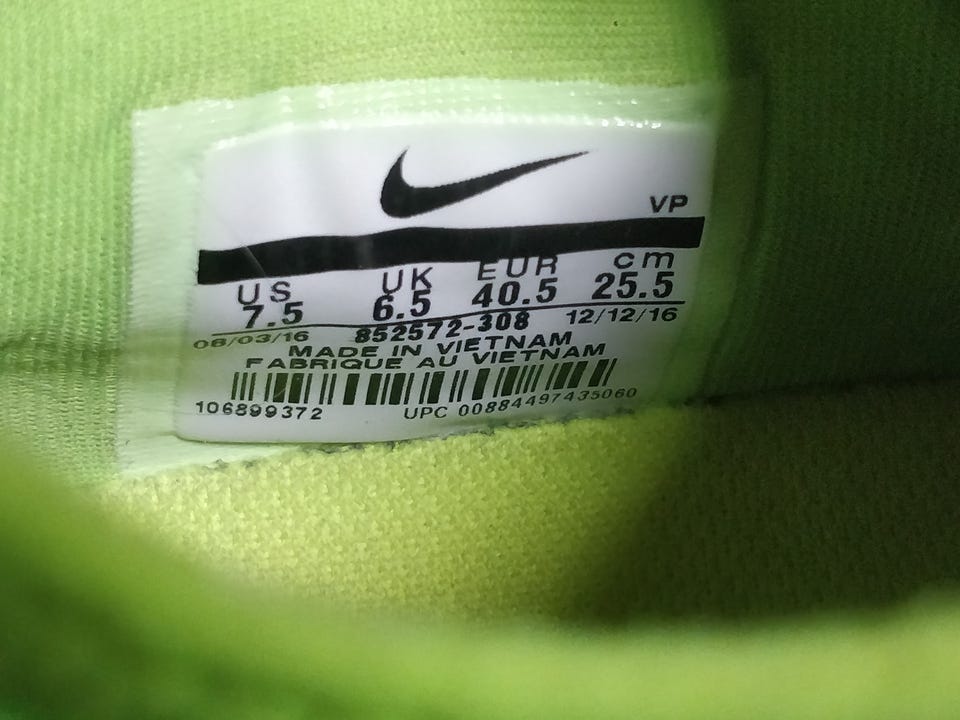 VP
US UK EUR cm
7.5 6.5 40.5 25.5
08/03/16 852572-308 12/12/16
MADE IN VIETNAM
FABRIQUE AU VIETNAM
106899372 UPC 00884497435060